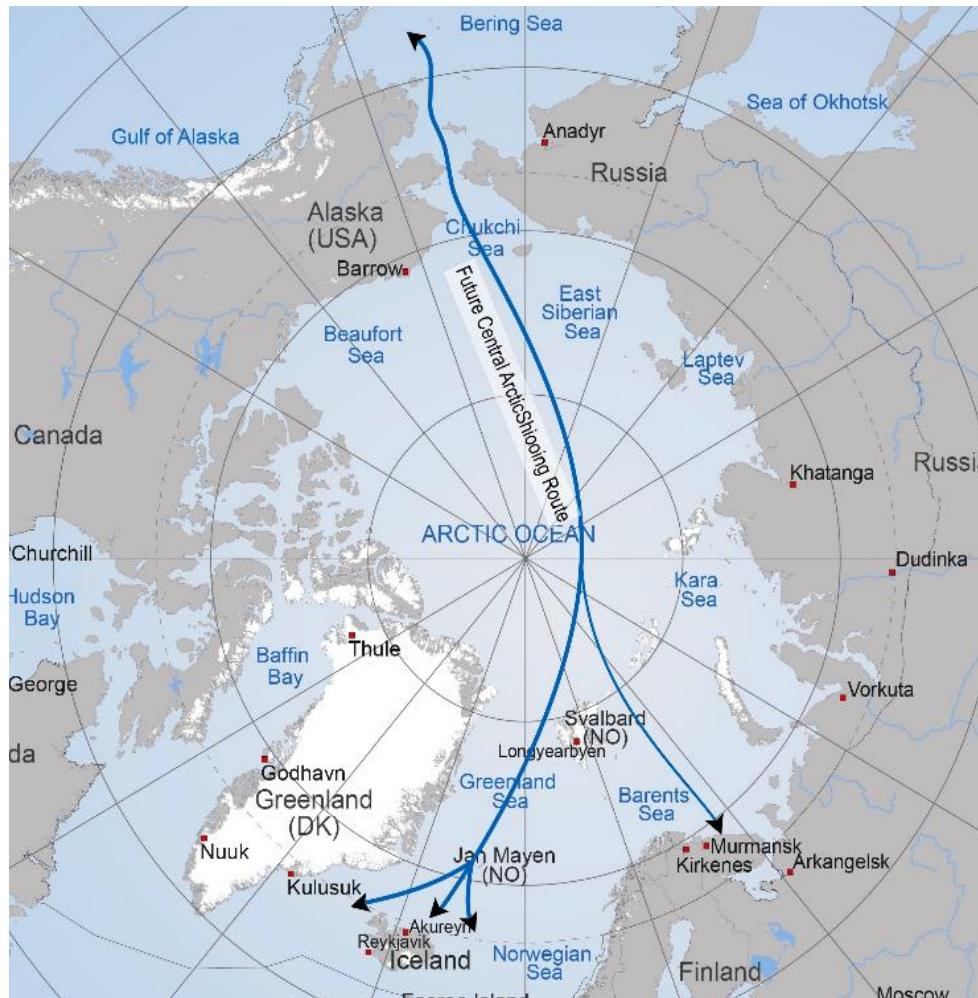 Bering Sea
Sea of Okhotsk
Gulf of Alaska
Anadyr
Russia
Alaska
(USA)
Chukchi
Sea
Barrow
Future Central ArcticShiooing Route
East
Siberian
Sea
Beaufort
Sea
Laptev
Sea
Canada
Khatanga
Russia
ARCTIC OCEAN
Churchill
Dudinka
Kara
Sea
Hudson
Bay
Thule
Baffin
Bay
George
Vorkuta
Svalbard
(NO)
Longyearbyen
da
Godhavn
Greenland
Sea
Barents
Sea
Greenland
(DK)
Nuuk
Jan Mayen
(NO)
Murmansk
Kirkenes
Arkangelsk
Kulusuk
Akureyri
Reykjavik
Iceland
Norwegian
Sea
Finland
Moscow